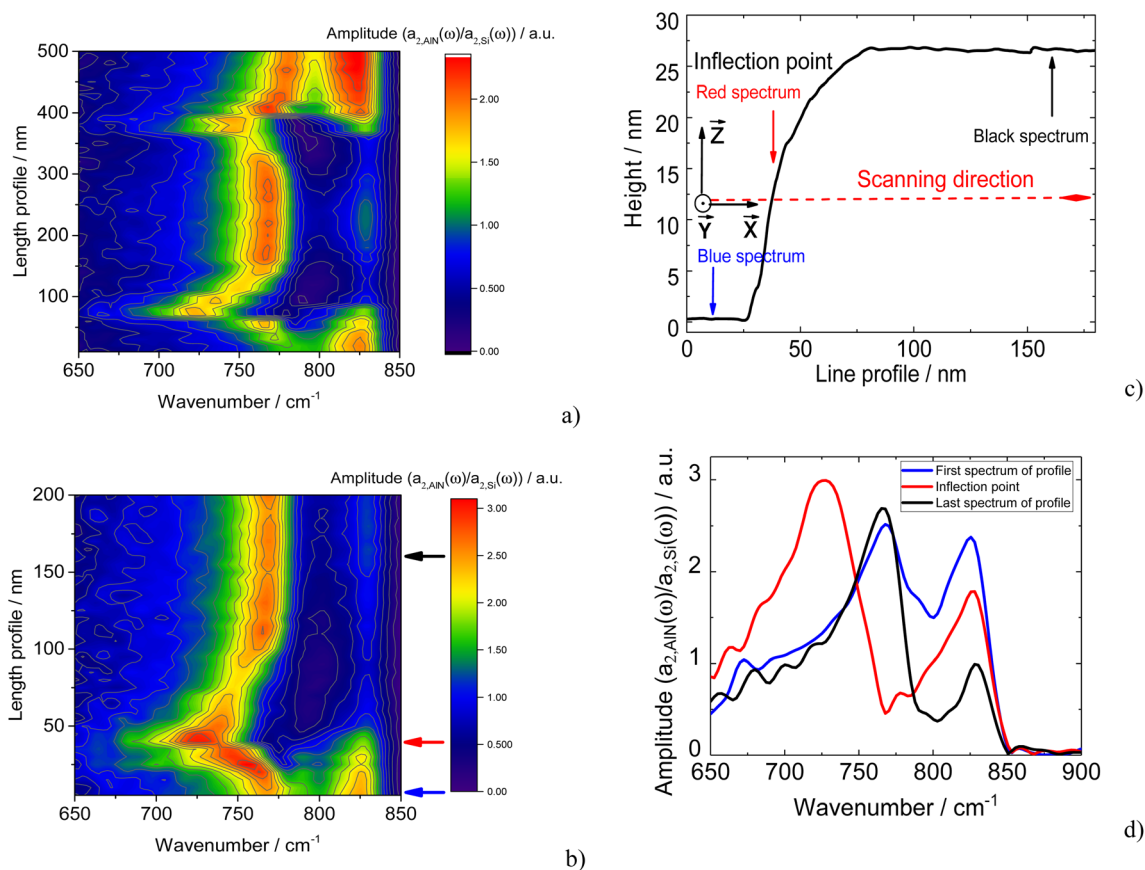 Amplitude (a2,AlN(ω)/a2,Si(ω)) / a.u.
500
400
300
200
100
Length profile / nm
650 700 750 800 850
Wavenumber / cm-1
2.00
1.50
1.00
0.500
0.00
a)
30
25
20
15
10
5
0
Height / nm
Inflection point
Red spectrum
Z
Black spectrum
Scanning direction
Y X
Blue spectrum
0 50 100 150
Line profile / nm
c)
Amplitude (a2,AlN(ω)/a2,Si(ω)) / a.u.
200
150
100
50
Length profile / nm
650 700 750 800 850
Wavenumber / cm-1
3.00
2.50
2.00
1.50
1.00
0.500
0.00
b)
Amplitude (a2,AlN(ω)/a2,Si(ω)) / a.u.
3
2
1
0
First spectrum of profile
Inflection point
Last spectrum of profile
650 700 750 800 850 900
Wavenumber / cm-1
d)